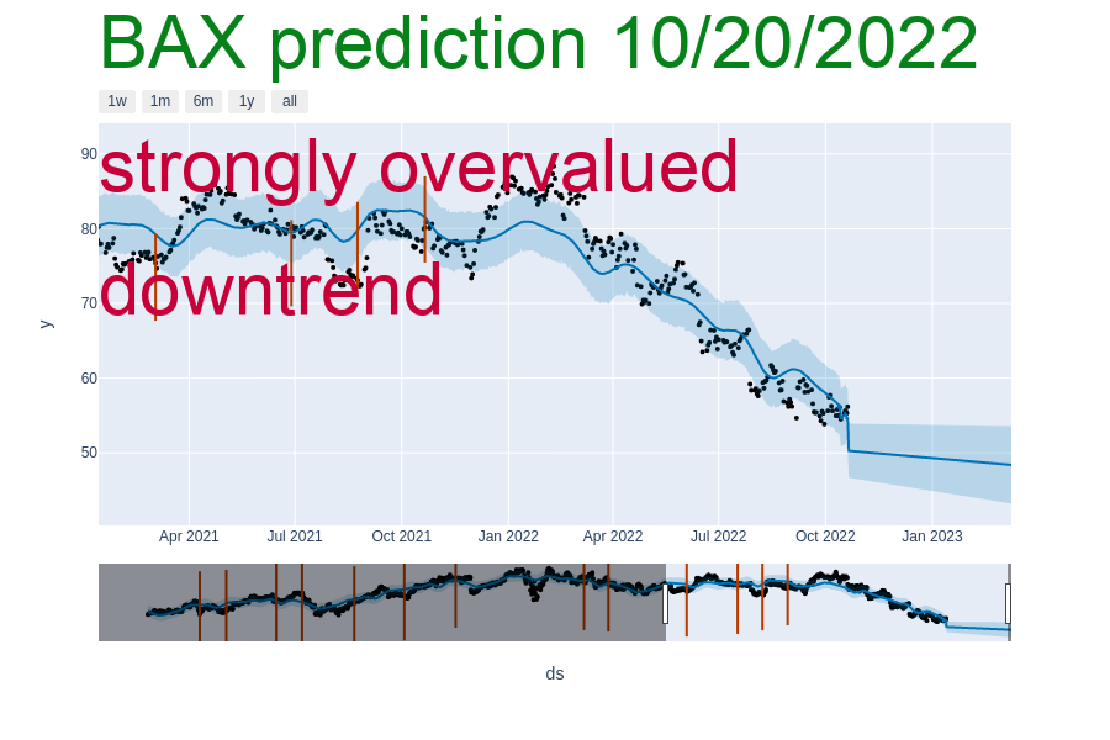 BAX prediction 10/20/2022
1w 1m 6m 1y all
strongly overvalued
downtrend
90
80
70
60
50
y
Apr 2021 Jul 2021 Oct 2021 Jan 2022 Apr 2022 Jul 2022 Oct 2022 Jan 2023
ds